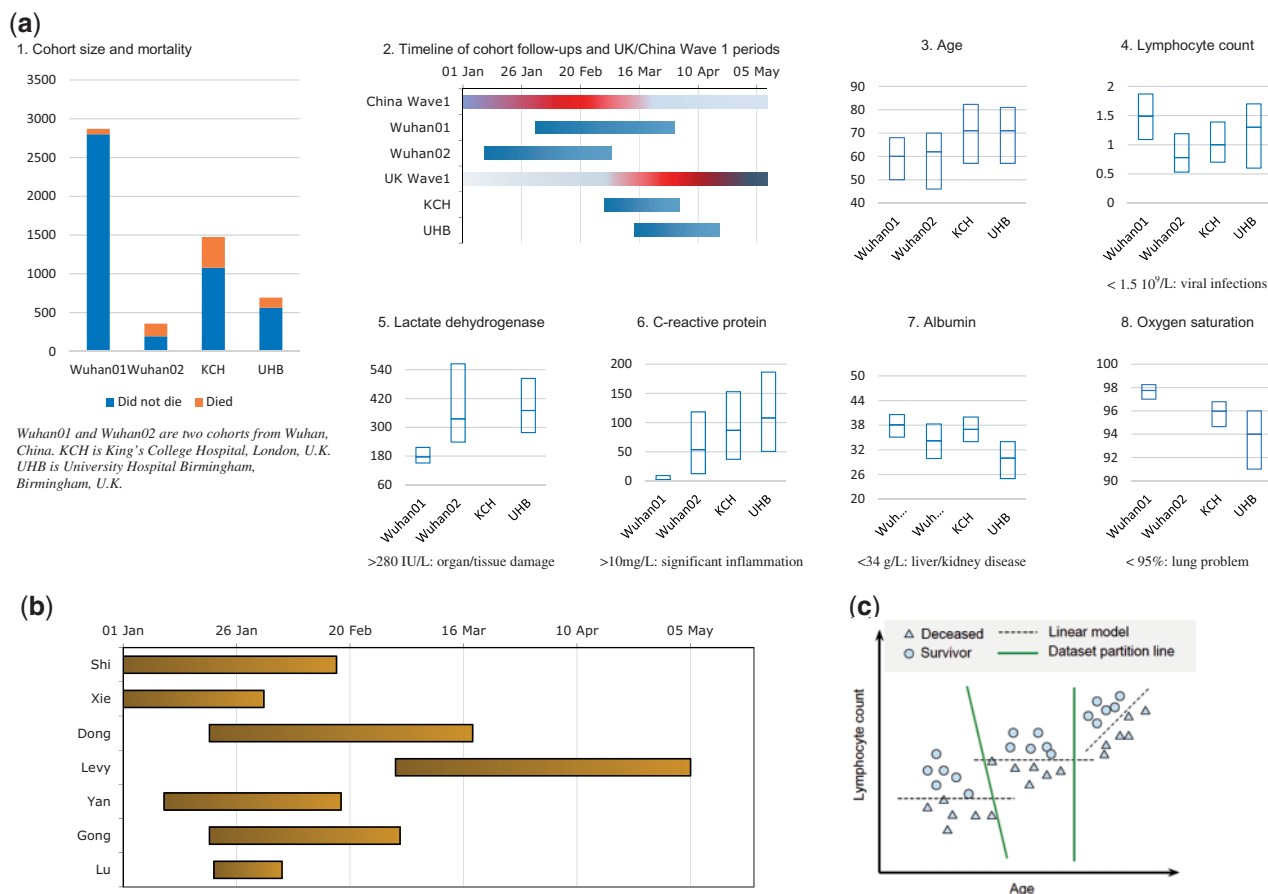 (a)
1. Cohort size and mortality
3500
3000
2500
2000
1500
1000
500
0
Wuhan01 Wuhan02 KCH UHB
Did not die Died
Wuhan01 and Wuhan02 are two cohorts from Wuhan,
China. KCH is King's College Hospital, London, U.K.
UHB is University Hospital Birmingham,
Birmingham, U.K.
2. Timeline of cohort follow-ups and UK/China Wave 1 periods
01 Jan 26 Jan 20 Feb 16 Mar 10 Apr 05 May
China Wave1
Wuhan01
Wuhan02
UK Wave1
KCH
UHB
3. Age
90
80
70
60
50
40
Wuhan01 Wuhan02 KCH UHB
4. Lymphocyte count
2
1.5
1
0.5
0
Wuhan01 Wuhan02 KCH UHB
< 1.5 10⁹/L: viral infections
5. Lactate dehydrogenase
540
420
300
180
60
Wuhan01 Wuhan02 KCH UHB
>280 IU/L: organ/tissue damage
6. C-reactive protein
200
150
100
50
0
Wuhan01 Wuhan02 KCH UHB
>10mg/L: significant inflammation
7. Albumin
50
44
38
32
26
20
Wuh... Wuh... KCH UHB
<34 g/L: liver/kidney disease
8. Oxygen saturation
100
98
96
94
92
90
Wuhan01 Wuhan02 KCH UHB
< 95%: lung problem
(b)
01 Jan 26 Jan 20 Feb 16 Mar 10 Apr 05 May
Shi
Xie
Dong
Levy
Yan
Gong
Lu
(c)
Deceased Linear model
Survivor Dataset partition line
Lymphocyte count
Age